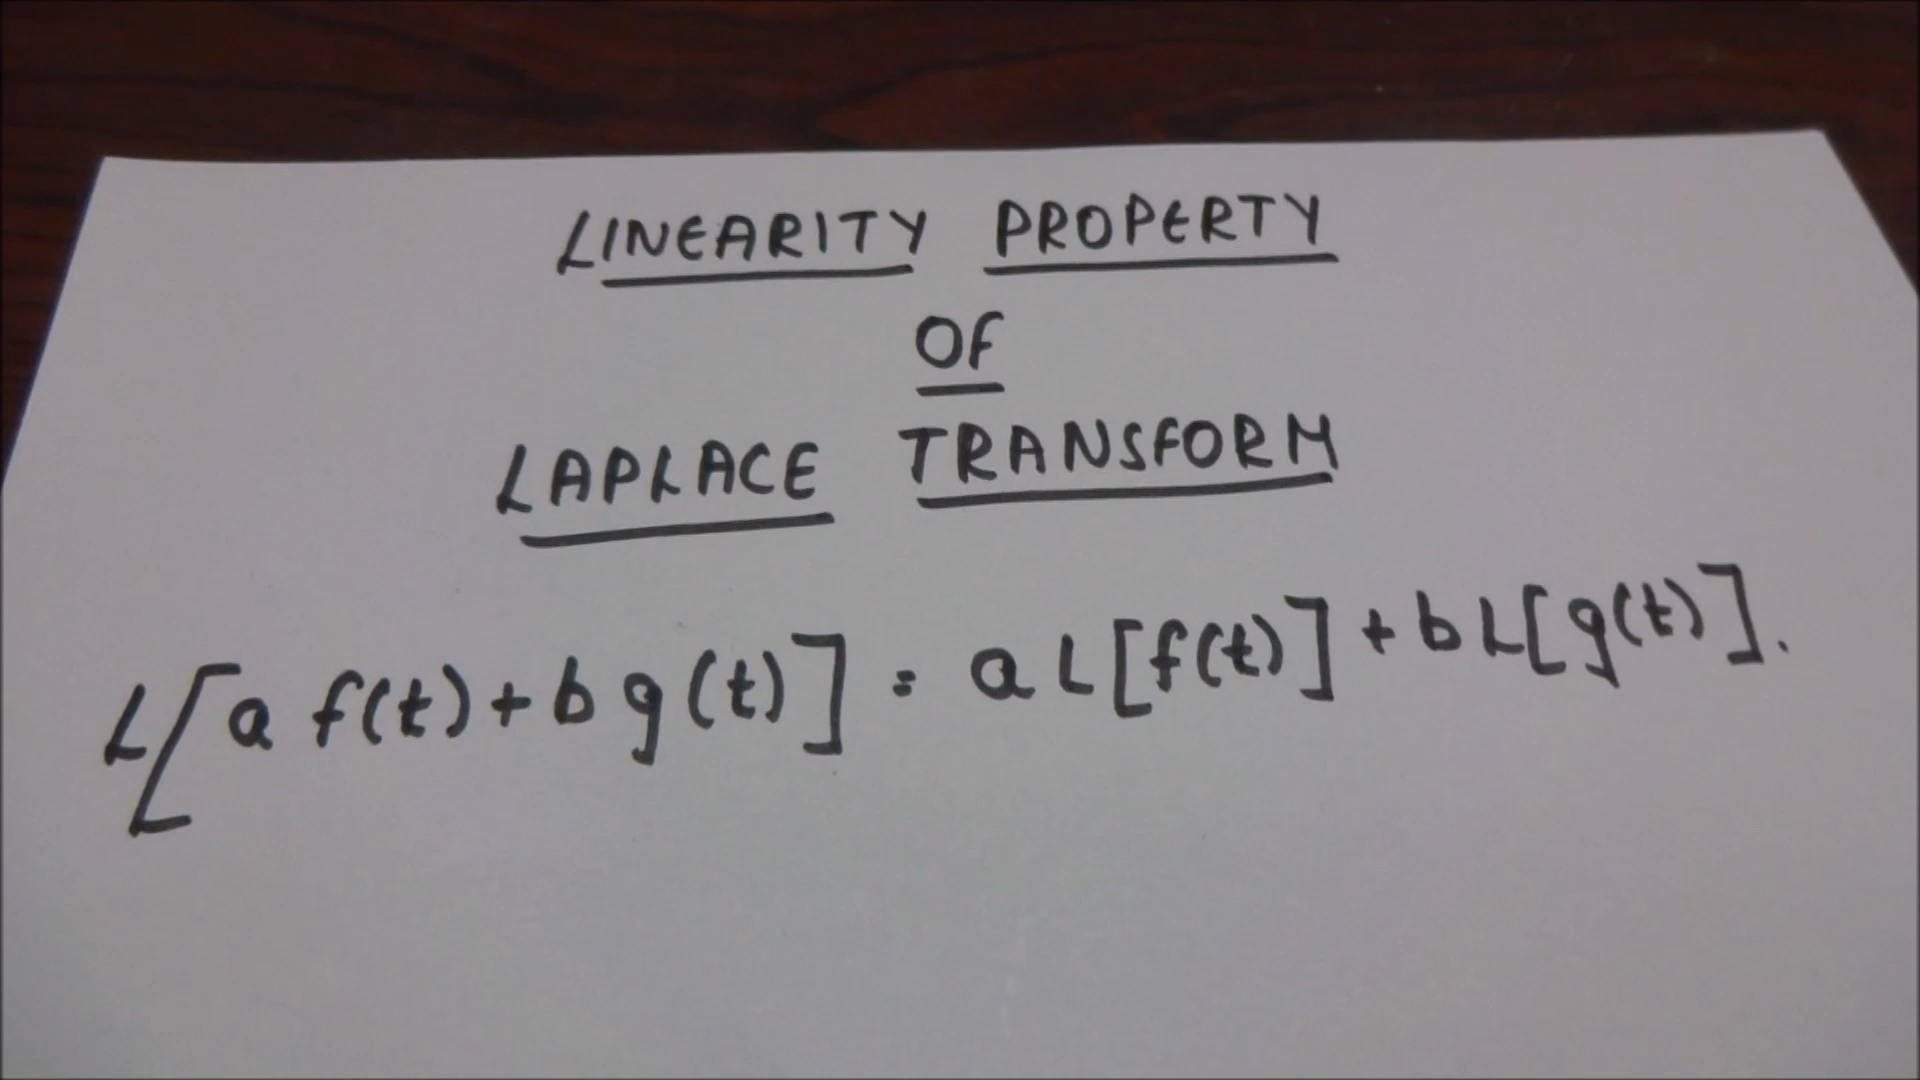 LINEARITY PROPERTY
OF
LAPLACE TRANSFORM
L[a f(t) + b g(t)] = a L[f(t)] + b L[g(t)].